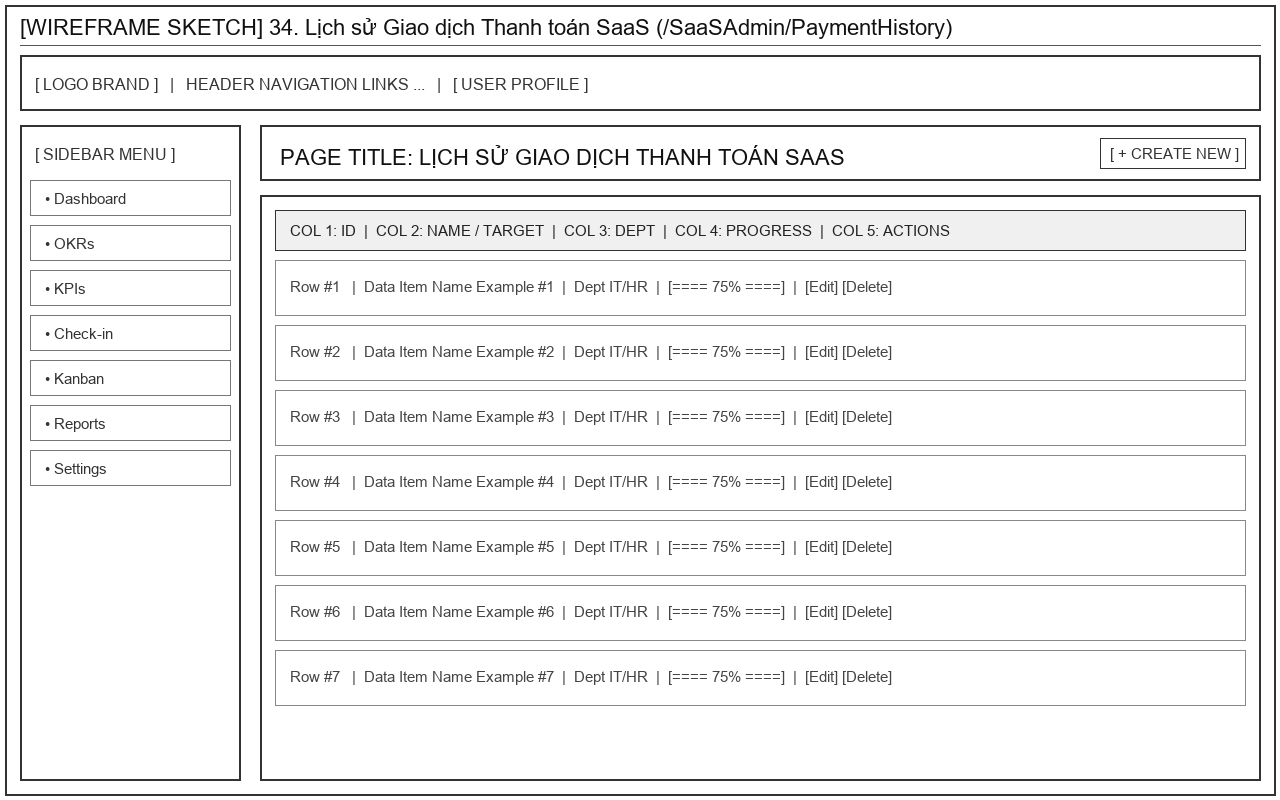 [WIREFRAME SKETCH] 34. Lịch sử Giao dịch Thanh toán SaaS (/SaaSAdmin/PaymentHistory)
[ LOGO BRAND ] | HEADER NAVIGATION LINKS ... | [ USER PROFILE ]
[ SIDEBAR MENU ]
• Dashboard
• OKRs
• KPIs
• Check-in
• Kanban
• Reports
• Settings
PAGE TITLE: LỊCH SỬ GIAO DỊCH THANH TOÁN SAAS
[ + CREATE NEW ]
COL 1: ID | COL 2: NAME / TARGET | COL 3: DEPT | COL 4: PROGRESS | COL 5: ACTIONS
Row #1 | Data Item Name Example #1 | Dept IT/HR | [==== 75% ====] | [Edit] [Delete]
Row #2 | Data Item Name Example #2 | Dept IT/HR | [==== 75% ====] | [Edit] [Delete]
Row #3 | Data Item Name Example #3 | Dept IT/HR | [==== 75% ====] | [Edit] [Delete]
Row #4 | Data Item Name Example #4 | Dept IT/HR | [==== 75% ====] | [Edit] [Delete]
Row #5 | Data Item Name Example #5 | Dept IT/HR | [==== 75% ====] | [Edit] [Delete]
Row #6 | Data Item Name Example #6 | Dept IT/HR | [==== 75% ====] | [Edit] [Delete]
Row #7 | Data Item Name Example #7 | Dept IT/HR | [==== 75% ====] | [Edit] [Delete]